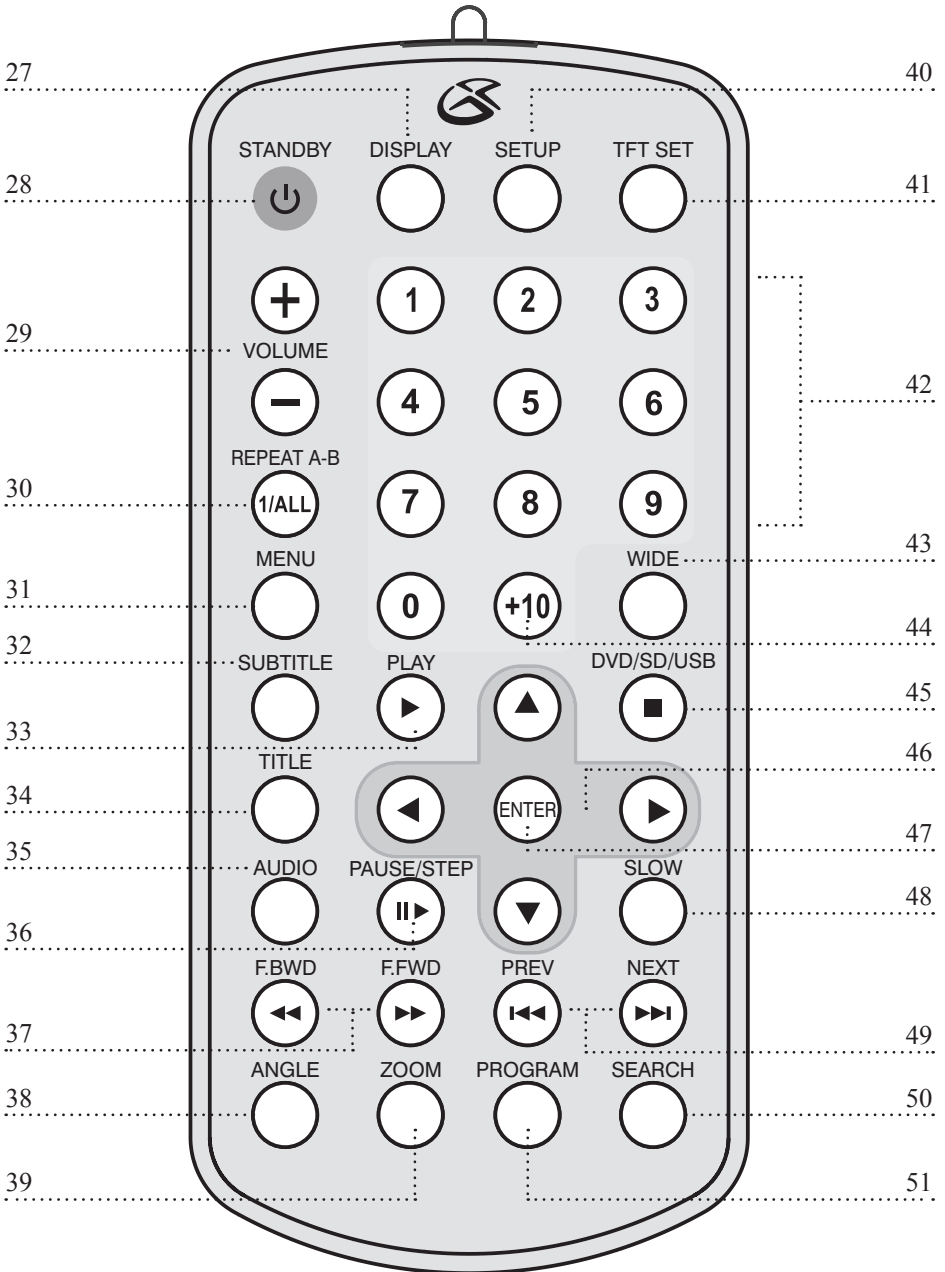 27 40
STANDBY DISPLAY SETUP TFT SET
28 41
1 2 3
29 VOLUME
4 5 6 42
REPEAT A-B
30 1/ALL 7 8 9
MENU WIDE 43
31 0 +10
44
32 SUBTITLE PLAY DVD/SD/USB
45
33
TITLE 46
34 ENTER
47
35 AUDIO PAUSE/STEP SLOW
48
36
F.BWD F.FWD PREV NEXT
37 49
ANGLE ZOOM PROGRAM SEARCH
38 50
39 51